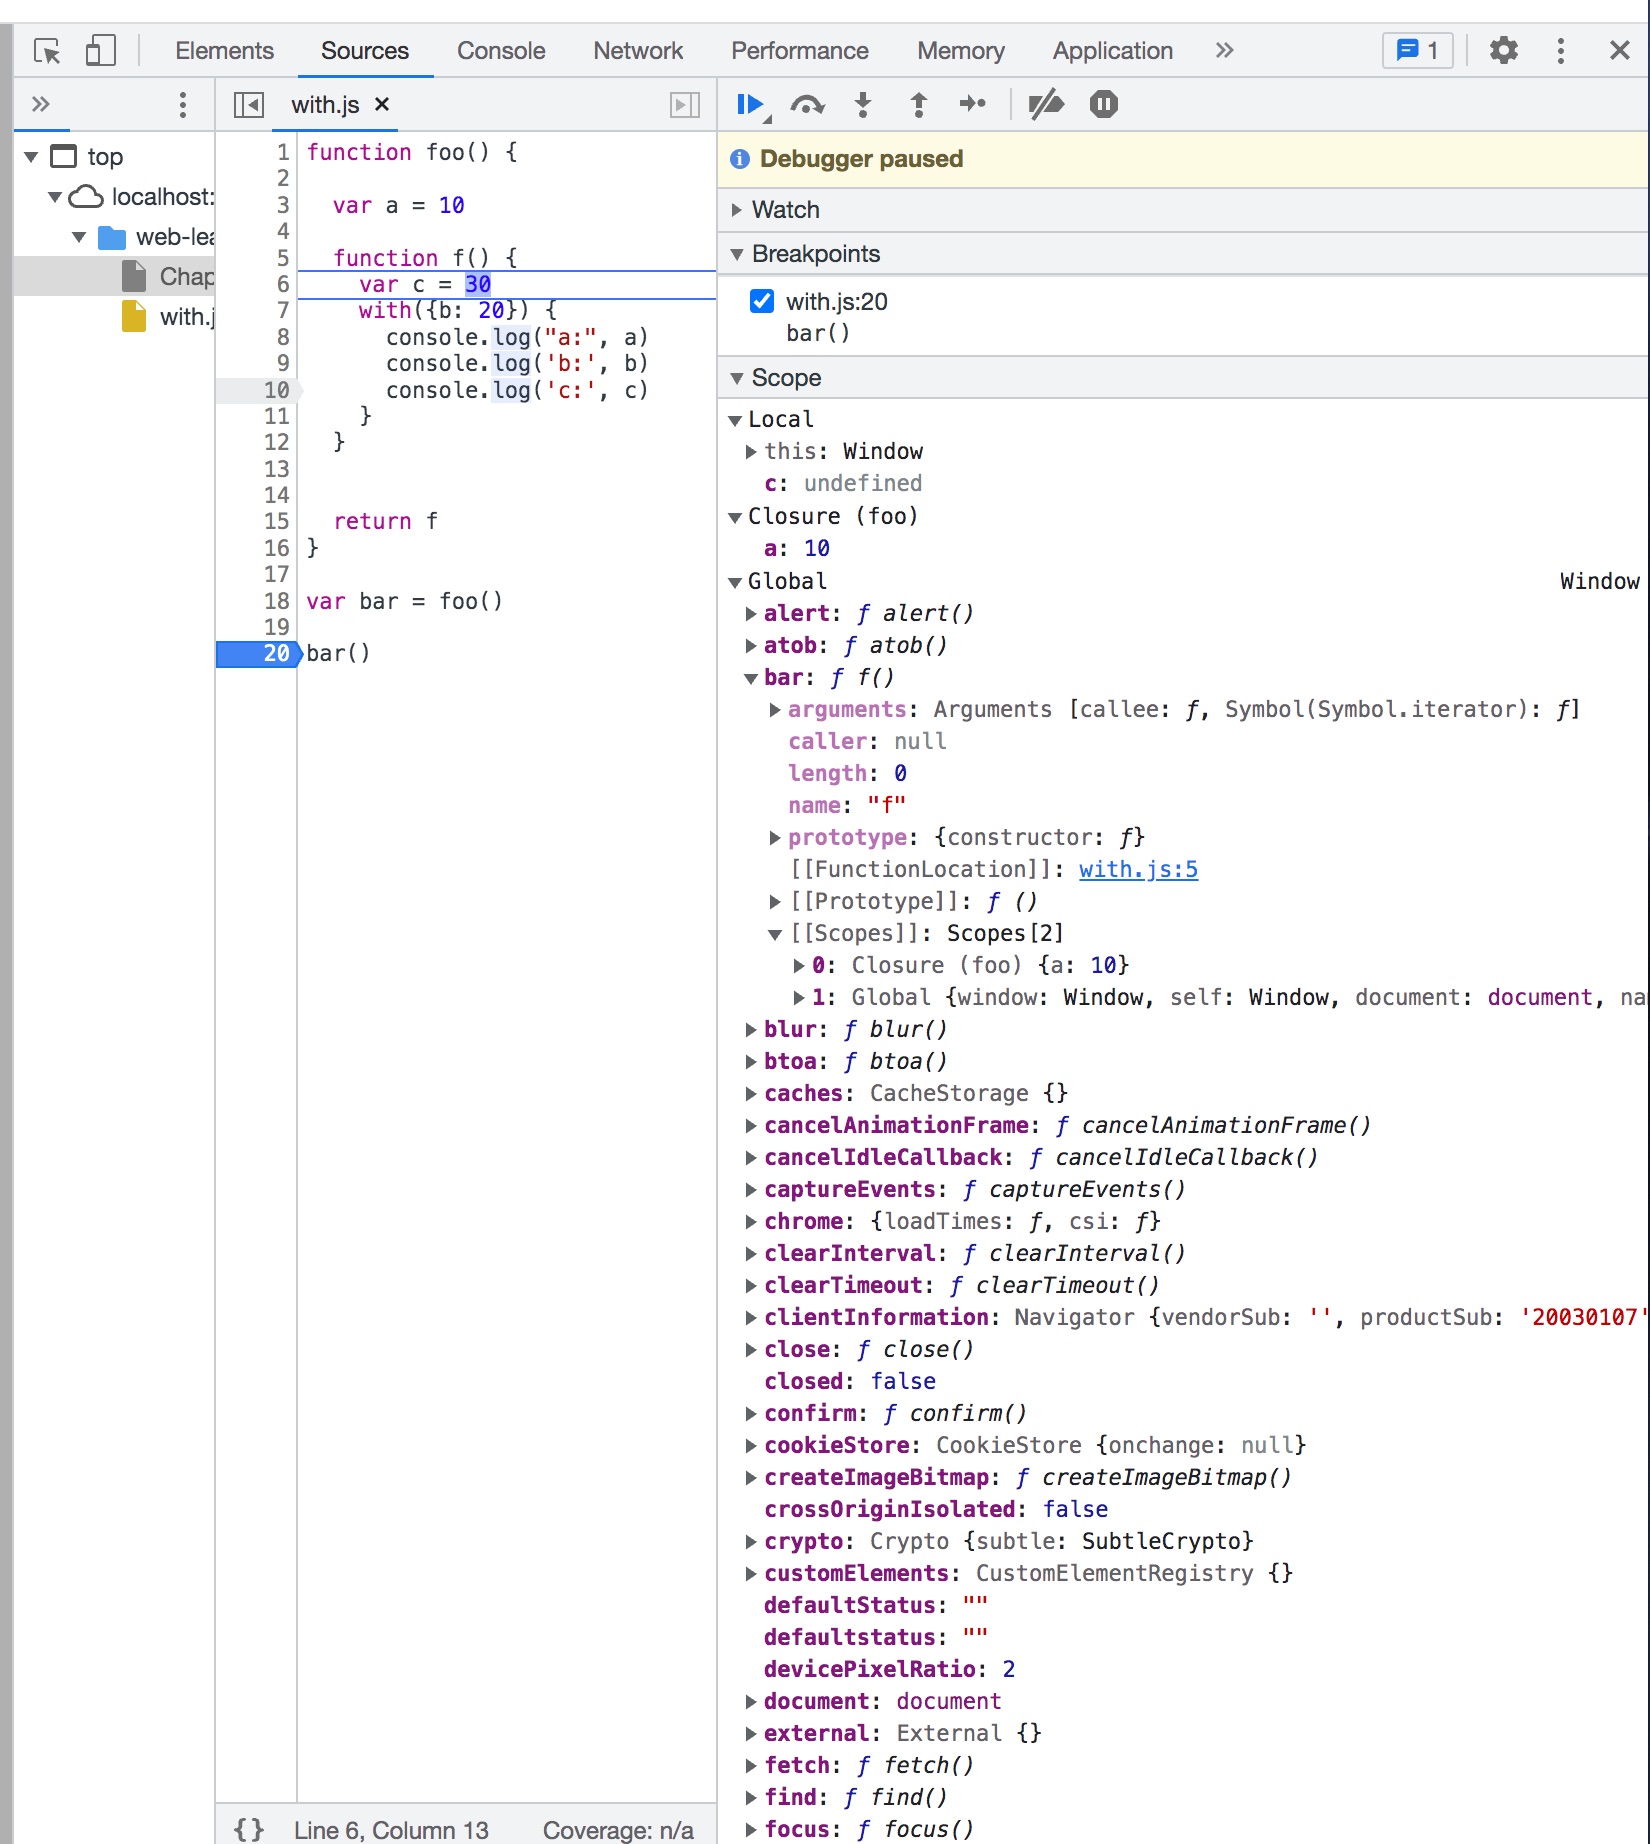 Elements Sources Console Network Performance Memory Application » 1
» with.js ×
top
localhost:
web-lea
Chap
with.j
1 function foo() {
2
3 var a = 10
4
5 function f() {
6 var c = 30
7 with({b: 20}) {
8 console.log("a:", a)
9 console.log('b:', b)
10 console.log('c:', c)
11 }
12 }
13
14
15 return f
16 }
17
18 var bar = foo()
19
20 bar()
{} Line 6, Column 13 Coverage: n/a
Debugger paused
Watch
Breakpoints
with.js:20
bar()
Scope
Local
this: Window
c: undefined
Closure (foo)
a: 10
Global Window
alert: ƒ alert()
atob: ƒ atob()
bar: ƒ f()
arguments: Arguments [callee: ƒ, Symbol(Symbol.iterator): ƒ]
caller: null
length: 0
name: "f"
prototype: {constructor: ƒ}
[[FunctionLocation]]: with.js:5
[[Prototype]]: ƒ ()
[[Scopes]]: Scopes[2]
0: Closure (foo) {a: 10}
1: Global {window: Window, self: Window, document: document, na
blur: ƒ blur()
btoa: ƒ btoa()
caches: CacheStorage {}
cancelAnimationFrame: ƒ cancelAnimationFrame()
cancelIdleCallback: ƒ cancelIdleCallback()
captureEvents: ƒ captureEvents()
chrome: {loadTimes: ƒ, csi: ƒ}
clearInterval: ƒ clearInterval()
clearTimeout: ƒ clearTimeout()
clientInformation: Navigator {vendorSub: '', productSub: '20030107'
close: ƒ close()
closed: false
confirm: ƒ confirm()
cookieStore: CookieStore {onchange: null}
createImageBitmap: ƒ createImageBitmap()
crossOriginIsolated: false
crypto: Crypto {subtle: SubtleCrypto}
customElements: CustomElementRegistry {}
defaultStatus: ""
defaultstatus: ""
devicePixelRatio: 2
document: document
external: External {}
fetch: ƒ fetch()
find: ƒ find()
focus: ƒ focus()